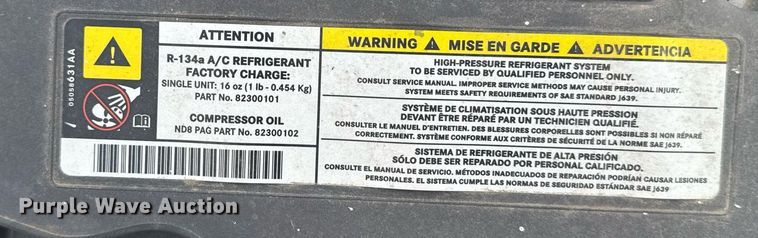 05058631AA
ATTENTION
R-134a A/C REFRIGERANT
FACTORY CHARGE:
SINGLE UNIT: 16 oz (1 lb - 0.454 Kg)
PART No. 82300101
COMPRESSOR OIL
ND8 PAG PART No. 82300102
WARNING MISE EN GARDE ADVERTENCIA
HIGH-PRESSURE REFRIGERANT SYSTEM
TO BE SERVICED BY QUALIFIED PERSONNEL ONLY.
CONSULT SERVICE MANUAL. IMPROPER SERVICE METHODS MAY CAUSE PERSONAL INJURY.
SYSTEM MEETS SAFETY REQUIREMENTS OF SAE STANDARD J639.
SYSTÈME DE CLIMATISATION SOUS HAUTE PRESSION
DEVANT ÊTRE RÉPARÉ PAR UN TECHNICIEN QUALIFIÉ.
CONSULTER LE MANUEL D'ENTRETIEN. DES BLESSURES CORPORELLES SONT POSSIBLES SI NON RÉPARÉ
CORRECTEMENT. SYSTÈME CONFORME AUX CRITÈRES DE SÉCURITÉ DE LA NORME SAE J639.
SISTEMA DE REFRIGERANTE DE ALTA PRESIÓN
SÓLO DEBE SER REPARADO POR PERSONAL CALIFICADO.
CONSULTE EL MANUAL DE SERVICIO. MÉTODOS INADECUADOS DE REPARACIÓN PODRÍAN CAUSAR LESIONES
PERSONALES. EL SISTEMA CUMPLE LAS NORMAS DE SEGURIDAD ESTÁNDAR SAE J639
Purple Wave Auction